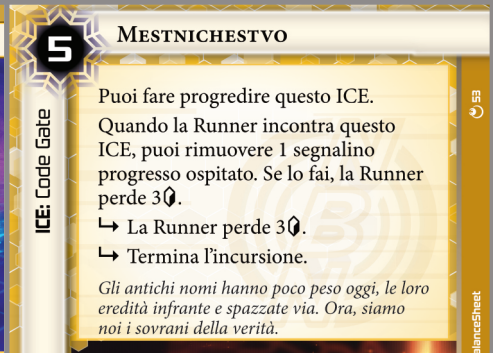 5 MESTNICHESTVO
Puoi fare progredire questo ICE.
Quando la Runner incontra questo
ICE, puoi rimuovere 1 segnalino
progresso ospitato. Se lo fai, la Runner
perde 3.
↳ La Runner perde 3.
↳ Termina l'incursione.
Gli antichi nomi hanno poco peso oggi, le loro
eredità infrante e spazzate via. Ora, siamo
noi i sovrani della verità.
ICE: Code Gate
53